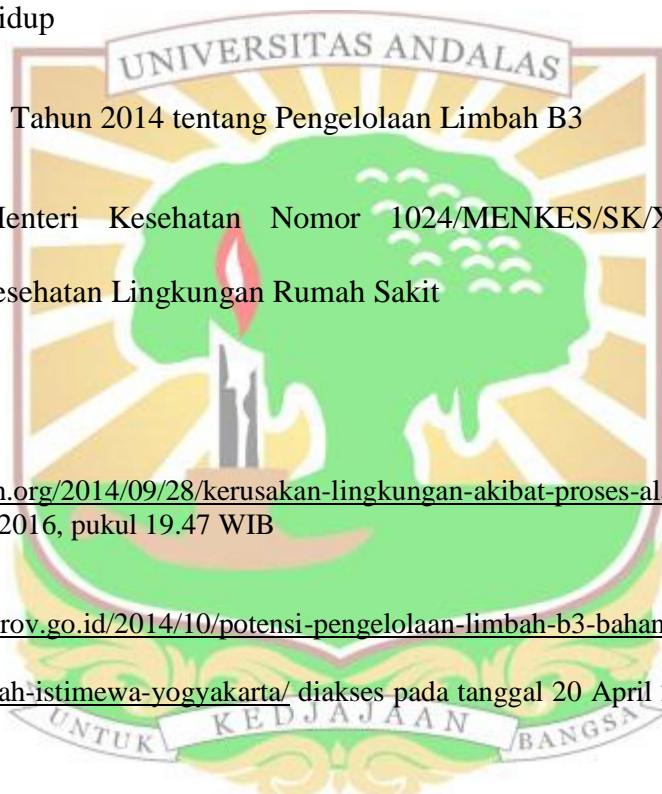 idup
UNIVERSITAS ANDALAS
Tahun 2014 tentang Pengelolaan Limbah B3
Menteri Kesehatan Nomor 1024/MENKES/SK/X
esehatan Lingkungan Rumah Sakit
n.org/2014/09/28/kerusakan-lingkungan-akibat-proses-al
2016, pukul 19.47 WIB
rov.go.id/2014/10/potensi-pengelolaan-limbah-b3-bahan
ah-istimewa-yogyakarta/ diakses pada tanggal 20 April
UNTUK KEDJAJAAN BANGSA